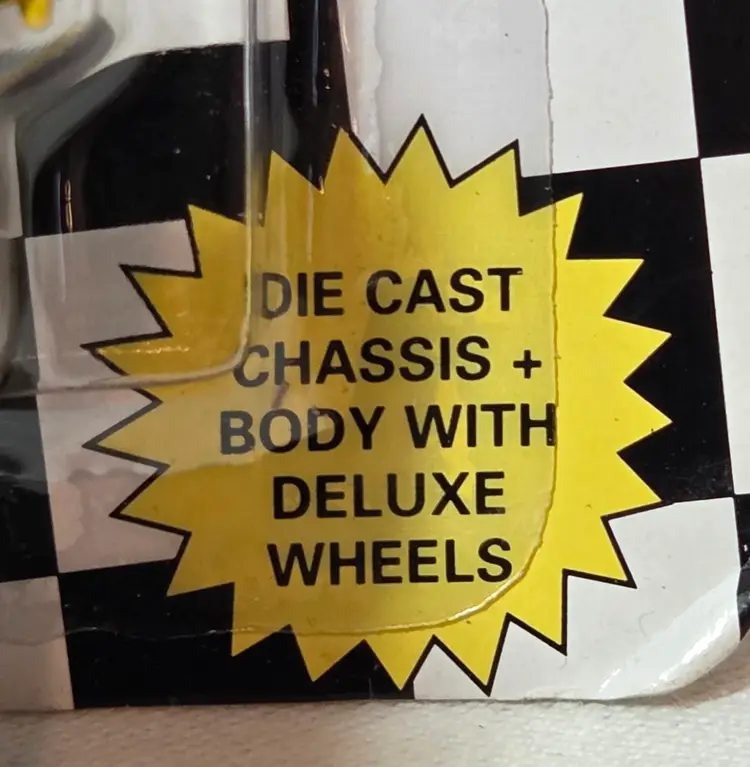 DIE CAST
CHASSIS +
BODY WITH
DELUXE
WHEELS